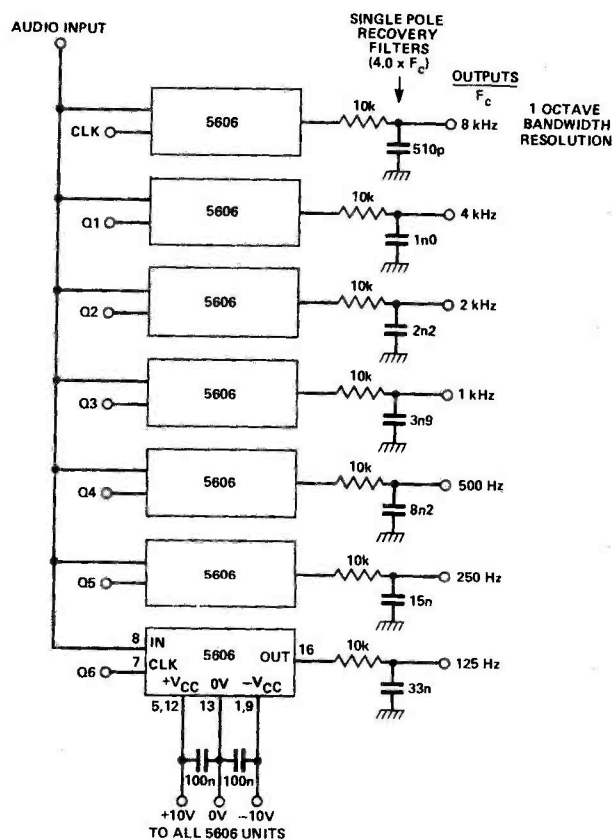 AUDIO INPUT
SINGLE POLE
RECOVERY
FILTERS
(4.0 x FC)
OUTPUTS
FC
1 OCTAVE
BANDWIDTH
RESOLUTION
CLK
5606
10k
510p
8 kHz
Q1
5606
10k
1n0
4 kHz
Q2
5606
10k
2n2
2 kHz
Q3
5606
10k
3n9
1 kHz
Q4
5606
10k
8n2
500 Hz
Q5
5606
10k
15n
250 Hz
Q6
8 IN
7 CLK
5606
OUT 16
+VCC 0V −VCC
5,12 13 1,9
10k
33n
125 Hz
100n 100n
+10V 0V −10V
TO ALL 5606 UNITS